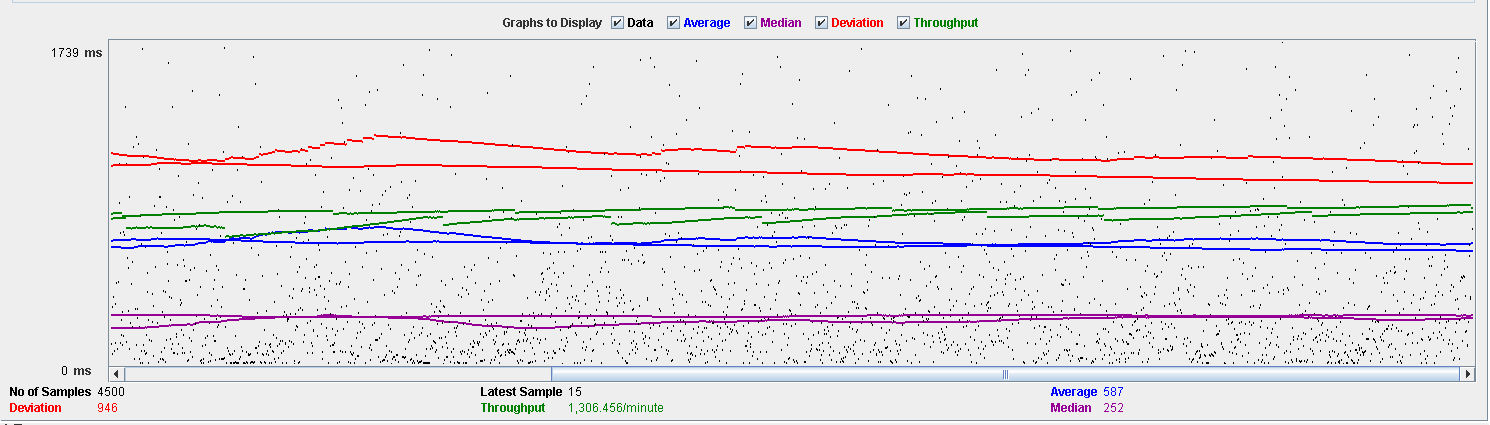 Graphs to Display Data Average Median Deviation Throughput
1739 ms
0 ms
No of Samples 4500 Latest Sample 15 Average 587
Deviation 946 Throughput 1,306.456/minute Median 252